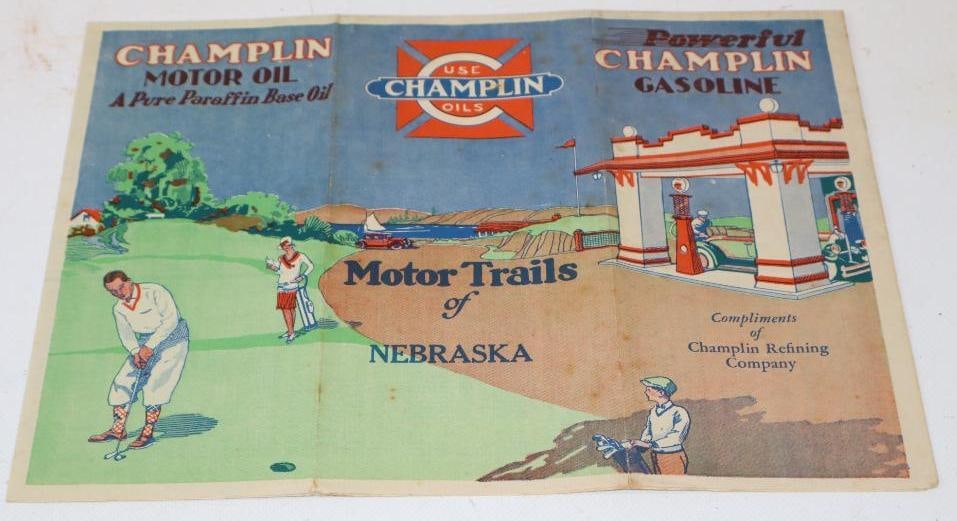 CHAMPLIN
MOTOR OIL
A Pure Paraffin Base Oil
USE
CHAMPLIN
OILS
Powerful
CHAMPLIN
GASOLINE
Motor Trails
of
NEBRASKA
Compliments
of
Champlin Refining
Company